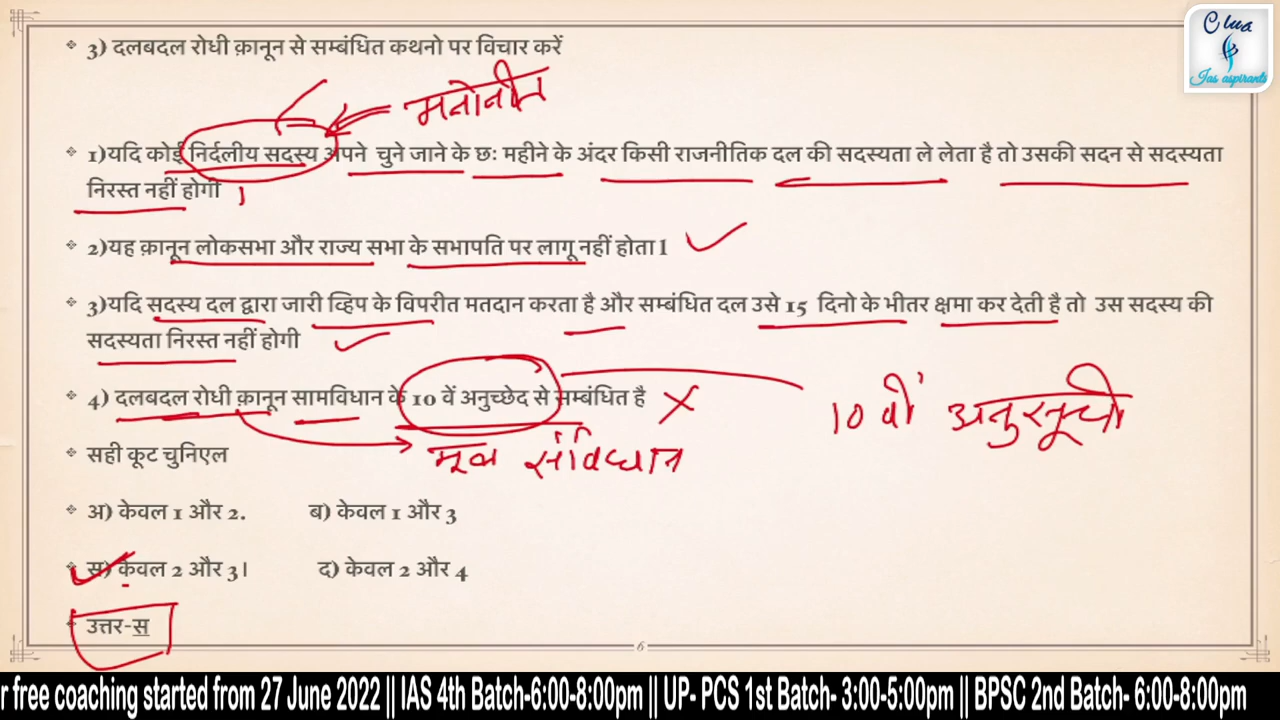 Clue
Ias aspirants
❖ 3) दलबदल रोधी क़ानून से सम्बंधित कथनो पर विचार करें
मनोनीत
❖ 1)यदि कोई निर्दलीय सदस्य अपने चुने जाने के छः महीने के अंदर किसी राजनीतिक दल की सदस्यता ले लेता है तो उसकी सदन से सदस्यता
निरस्त नहीं होगी
❖ 2)यह क़ानून लोकसभा और राज्य सभा के सभापति पर लागू नहीं होता I
❖ 3)यदि सदस्य दल द्वारा जारी व्हिप के विपरीत मतदान करता है और सम्बंधित दल उसे 15 दिनो के भीतर क्षमा कर देती है तो उस सदस्य की
सदस्यता निरस्त नहीं होगी
❖ 4) दलबदल रोधी क़ानून सामविधान के 10 वें अनुच्छेद से सम्बंधित है
10 वीं अनुसूची
❖ सही कूट चुनिएल
मूल संविधान
❖ अ) केवल 1 और 2. ब) केवल 1 और 3
❖ स) केवल 2 और 3। द) केवल 2 और 4
❖ उत्तर-स
6
r free coaching started from 27 June 2022 || IAS 4th Batch-6:00-8:00pm || UP- PCS 1st Batch- 3:00-5:00pm || BPSC 2nd Batch- 6:00-8:00pm